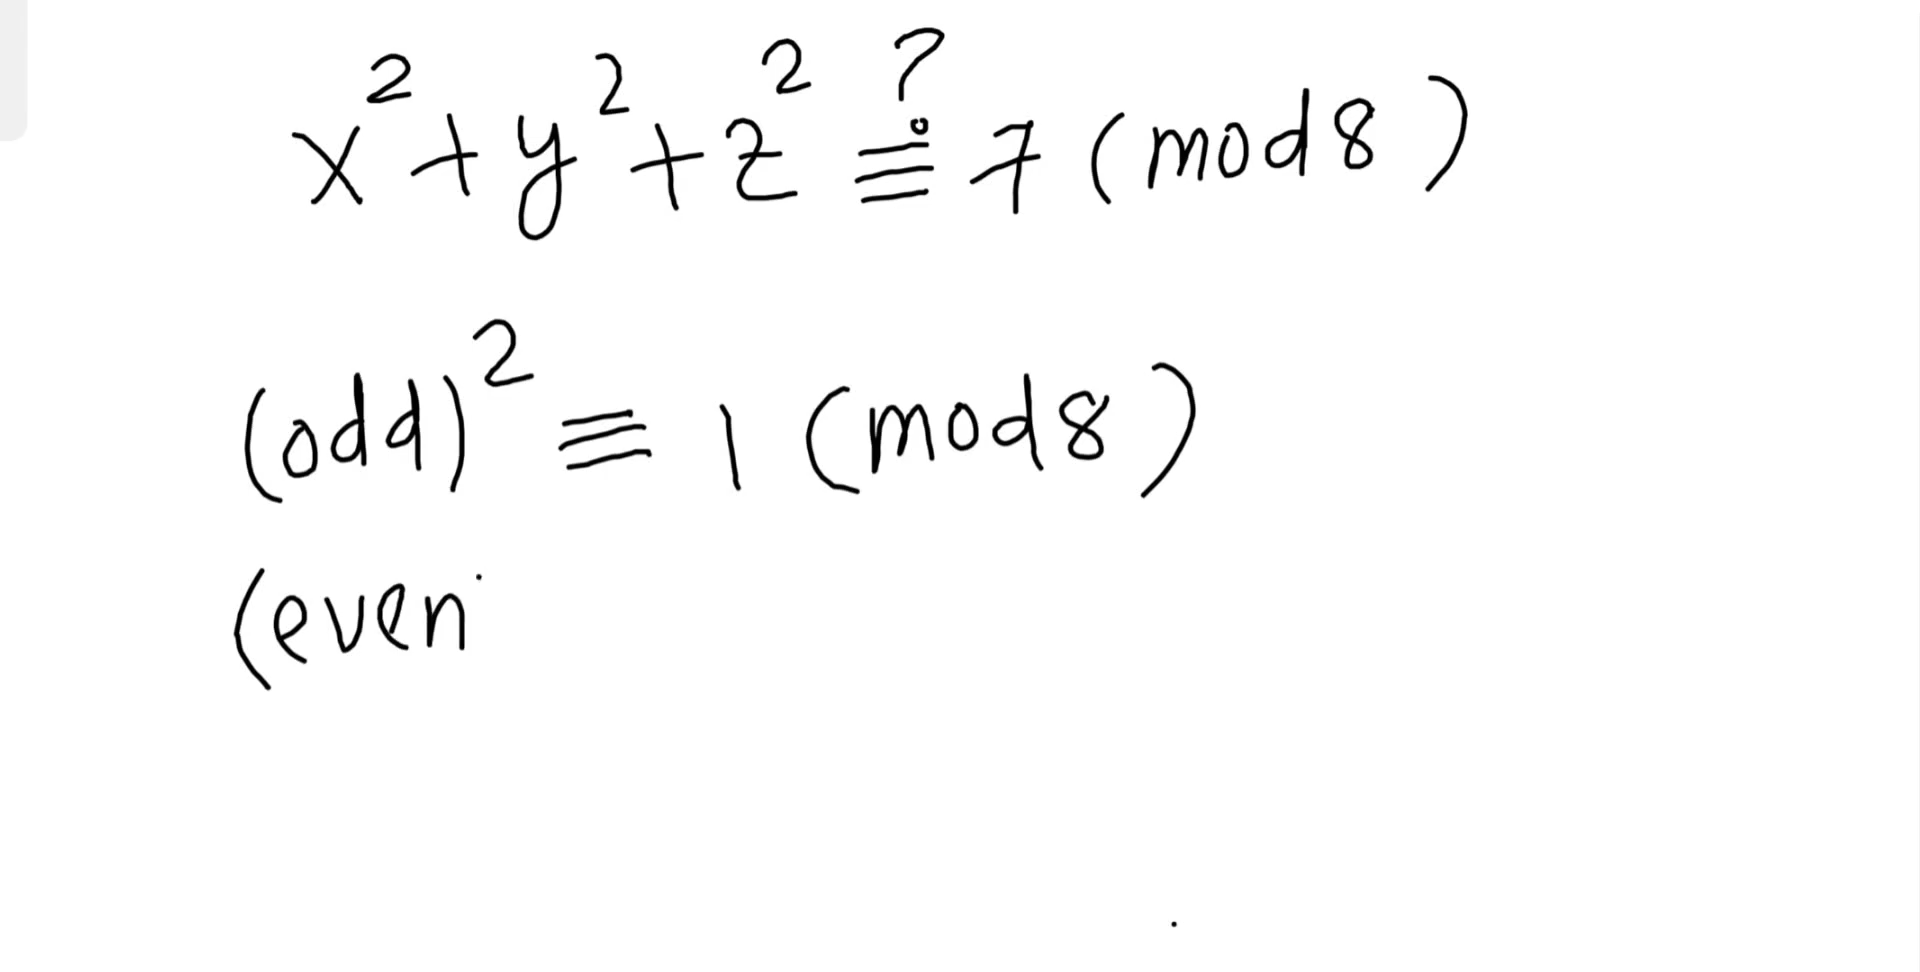 x² + y² + z² ≟ 7 (mod 8)
(odd)² ≡ 1 (mod 8)
(even